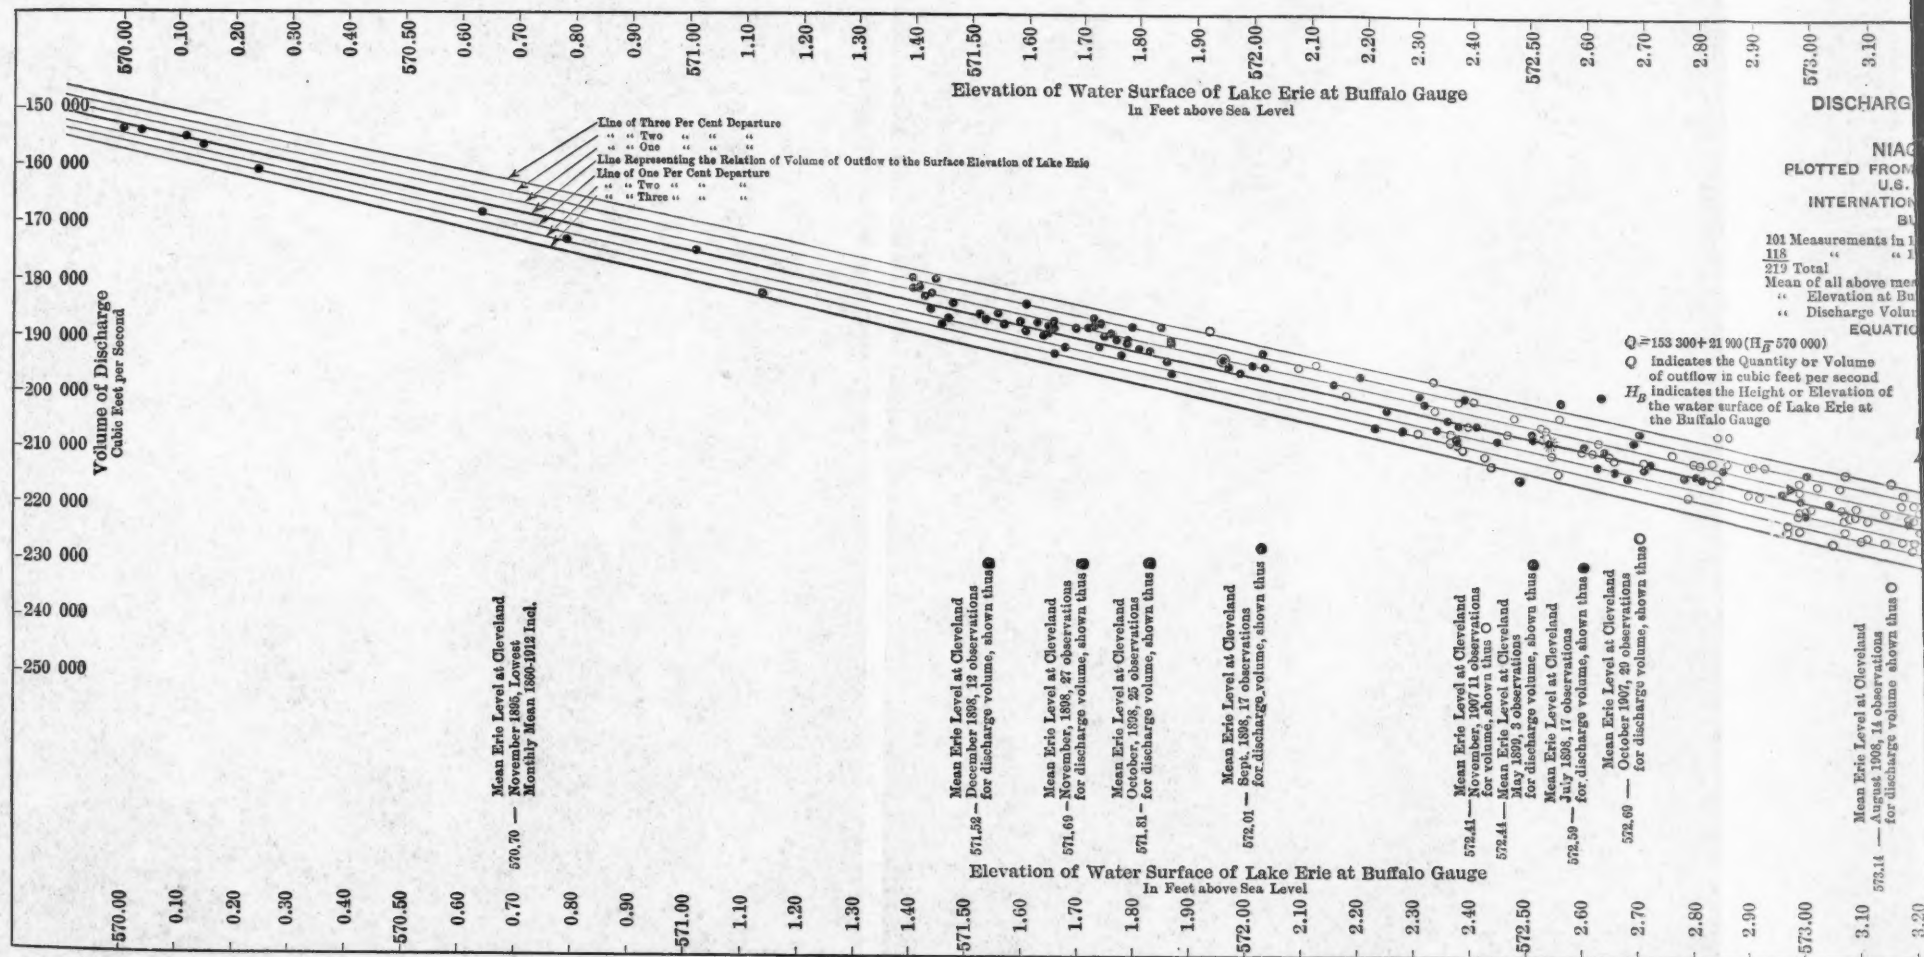 570.00 0.10 0.20 0.30 0.40 570.50 0.60 0.70 0.80 0.90 571.00 1.10 1.20 1.30 1.40 571.50 1.60 1.70 1.80 1.90 572.00 2.10 2.20 2.30 2.40 572.50 2.60 2.70 2.80 2.90 573.00 3.10
Elevation of Water Surface of Lake Erie at Buffalo Gauge
In Feet above Sea Level
150 000
160 000
170 000
180 000
190 000
200 000
210 000
220 000
230 000
240 000
250 000
Volume of Discharge
Cubic Feet per Second
Line of Three Per Cent Departure
" " Two " " "
" " One " " "
Line Representing the Relation of Volume of Outflow to the Surface Elevation of Lake Erie
Line of One Per Cent Departure
" " Two " " "
" " Three " " "
DISCHARG
NIAG
PLOTTED FROM
U.S.
INTERNATION
BU
101 Measurements in 1
118 " " 1
219 Total
Mean of all above mea
" Elevation at Bu
" Discharge Volum
EQUATIO
Q = 153 300 + 21 900 (H_B - 570 000)
Q indicates the Quantity or Volume
of outflow in cubic feet per second
H_B indicates the Height or Elevation of
the water surface of Lake Erie at
the Buffalo Gauge
Mean Erie Level at Cleveland
570.70 — November 1895, Lowest
Monthly Mean 1860-1912 Incl.
Mean Erie Level at Cleveland
571.52 — December 1898, 12 observations
for discharge volume, shown thus
Mean Erie Level at Cleveland
571.69 — November, 1898, 27 observations
for discharge volume, shown thus
Mean Erie Level at Cleveland
571.81 — October, 1898, 25 observations
for discharge volume, shown thus
Mean Erie Level at Cleveland
572.01 — Sept. 1898, 17 observations
for discharge volume, shown thus
Mean Erie Level at Cleveland
572.41 — November, 1907 11 observations
for volume, shown thus
572.44 — Mean Erie Level at Cleveland
May 1899, 3 observations
for discharge volume, shown thus
Mean Erie Level at Cleveland
572.59 — July 1898, 17 observations
for discharge volume, shown thus
Mean Erie Level at Cleveland
572.69 — October 1907, 29 observations
for discharge volume, shown thus
Mean Erie Level at Cleveland
573.14 — August 1908, 14 observations
for discharge volume shown thus
Elevation of Water Surface of Lake Erie at Buffalo Gauge
In Feet above Sea Level
570.00 0.10 0.20 0.30 0.40 570.50 0.60 0.70 0.80 0.90 571.00 1.10 1.20 1.30 1.40 571.50 1.60 1.70 1.80 1.90 572.00 2.10 2.20 2.30 2.40 572.50 2.60 2.70 2.80 2.90 573.00 3.10 3.20